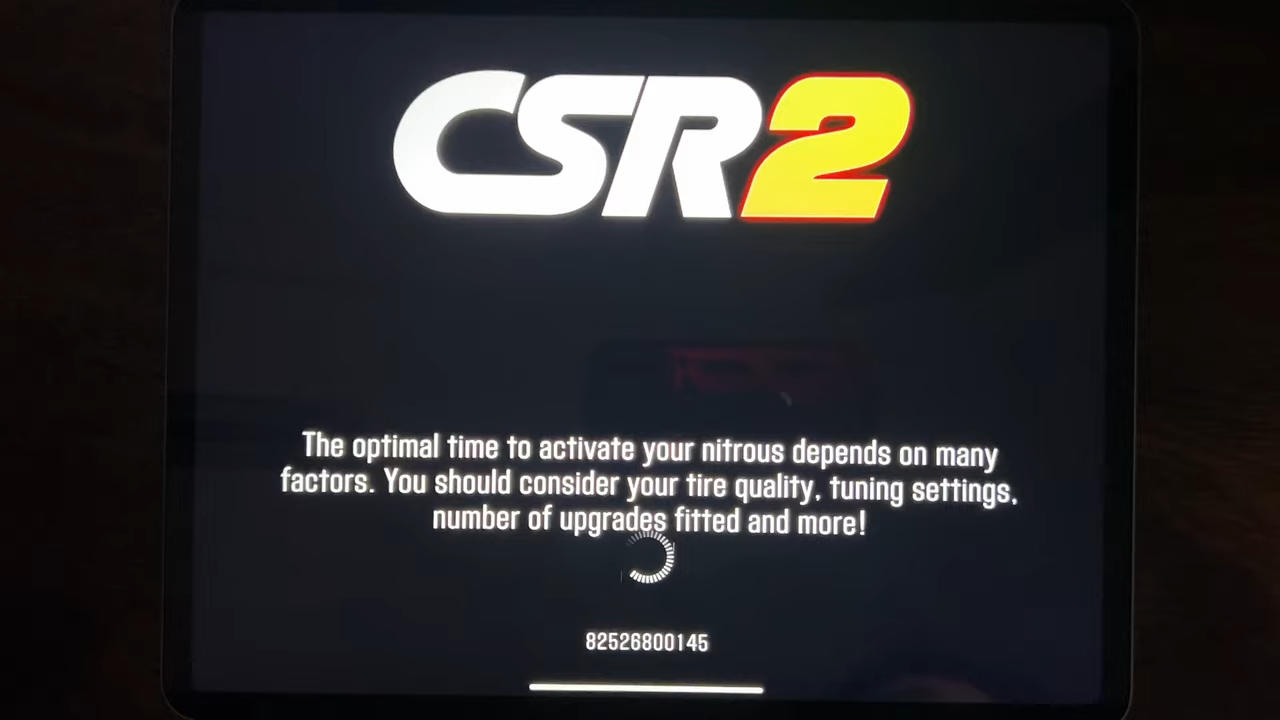 CSR2
The optimal time to activate your nitrous depends on many
factors. You should consider your tire quality, tuning settings,
number of upgrades fitted and more!
82526800145